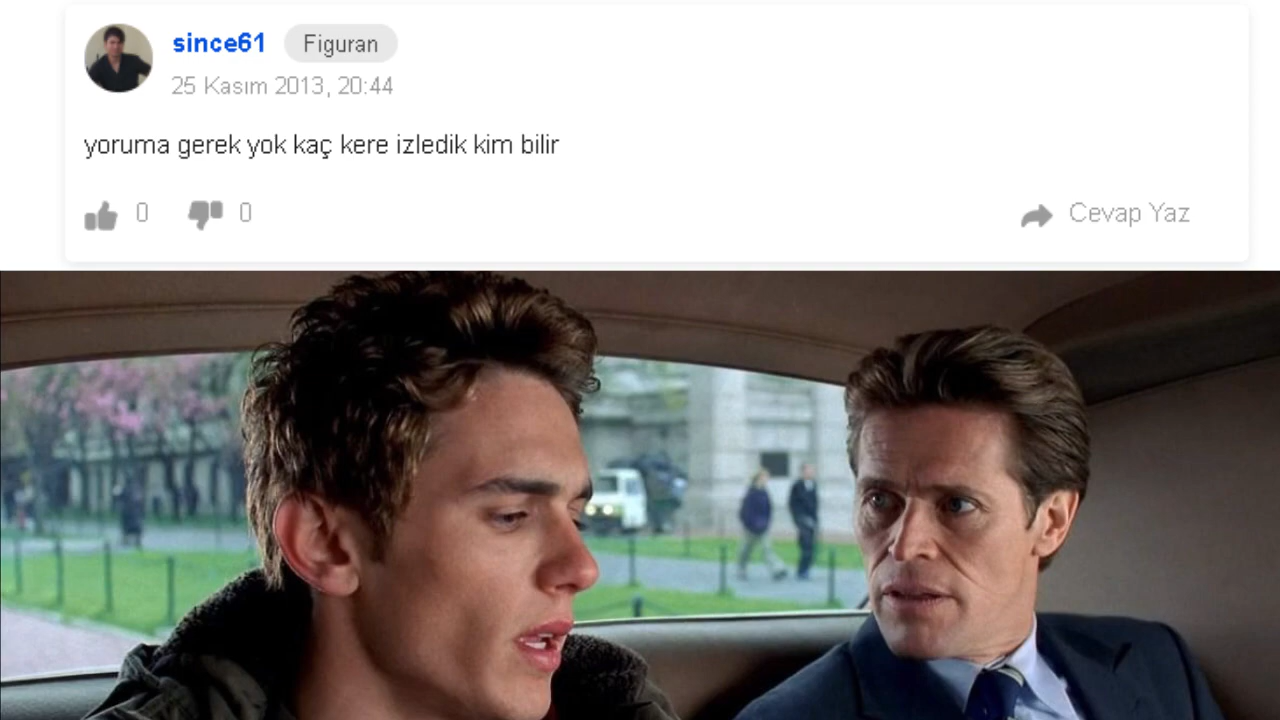 since61 Figuran
25 Kasım 2013, 20:44
yoruma gerek yok kaç kere izledik kim bilir
0 0 Cevap Yaz